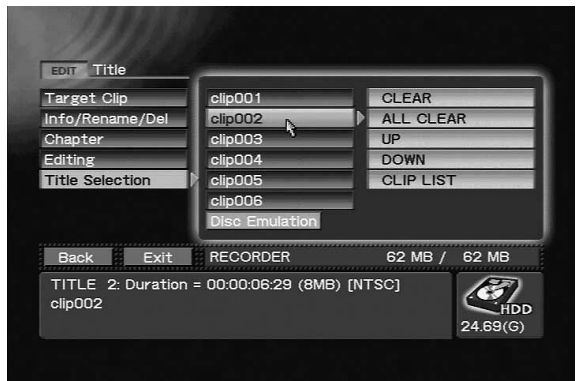 EDIT Title
Target Clip
Info/Rename/Del
Chapter
Editing
Title Selection
clip001
clip002
clip003
clip004
clip005
clip006
Disc Emulation
CLEAR
ALL CLEAR
UP
DOWN
CLIP LIST
Back Exit RECORDER 62 MB / 62 MB
TITLE 2: Duration = 00:00:06:29 (8MB) [NTSC]
clip002
HDD
24.69(G)